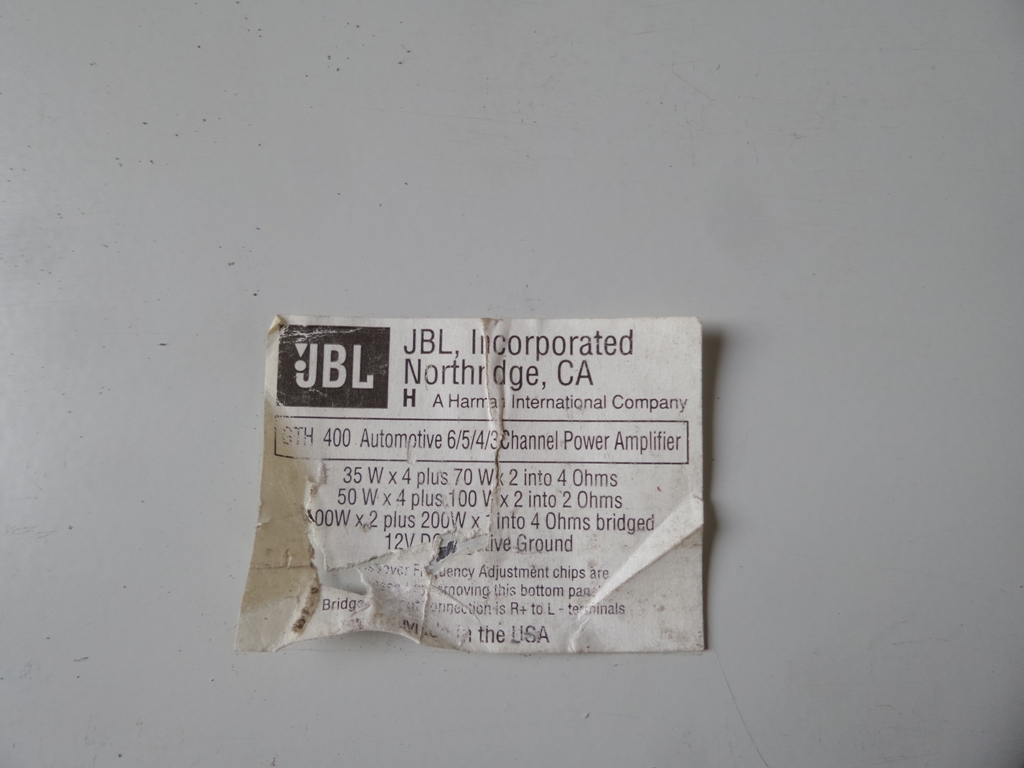 JBL
JBL, Incorporated
Northridge, CA
H A Harman International Company
GTH 400 Automotive 6/5/4/3 Channel Power Amplifier
35 W x 4 plus 70 W x 2 into 4 Ohms
50 W x 4 plus 100 W x 2 into 2 Ohms
100W x 2 plus 200W x 1 into 4 Ohms bridged
12V DC Ground
Frequency Adjustment chips are
this bottom panel
connection is R+ to L - terminals
Made in the USA